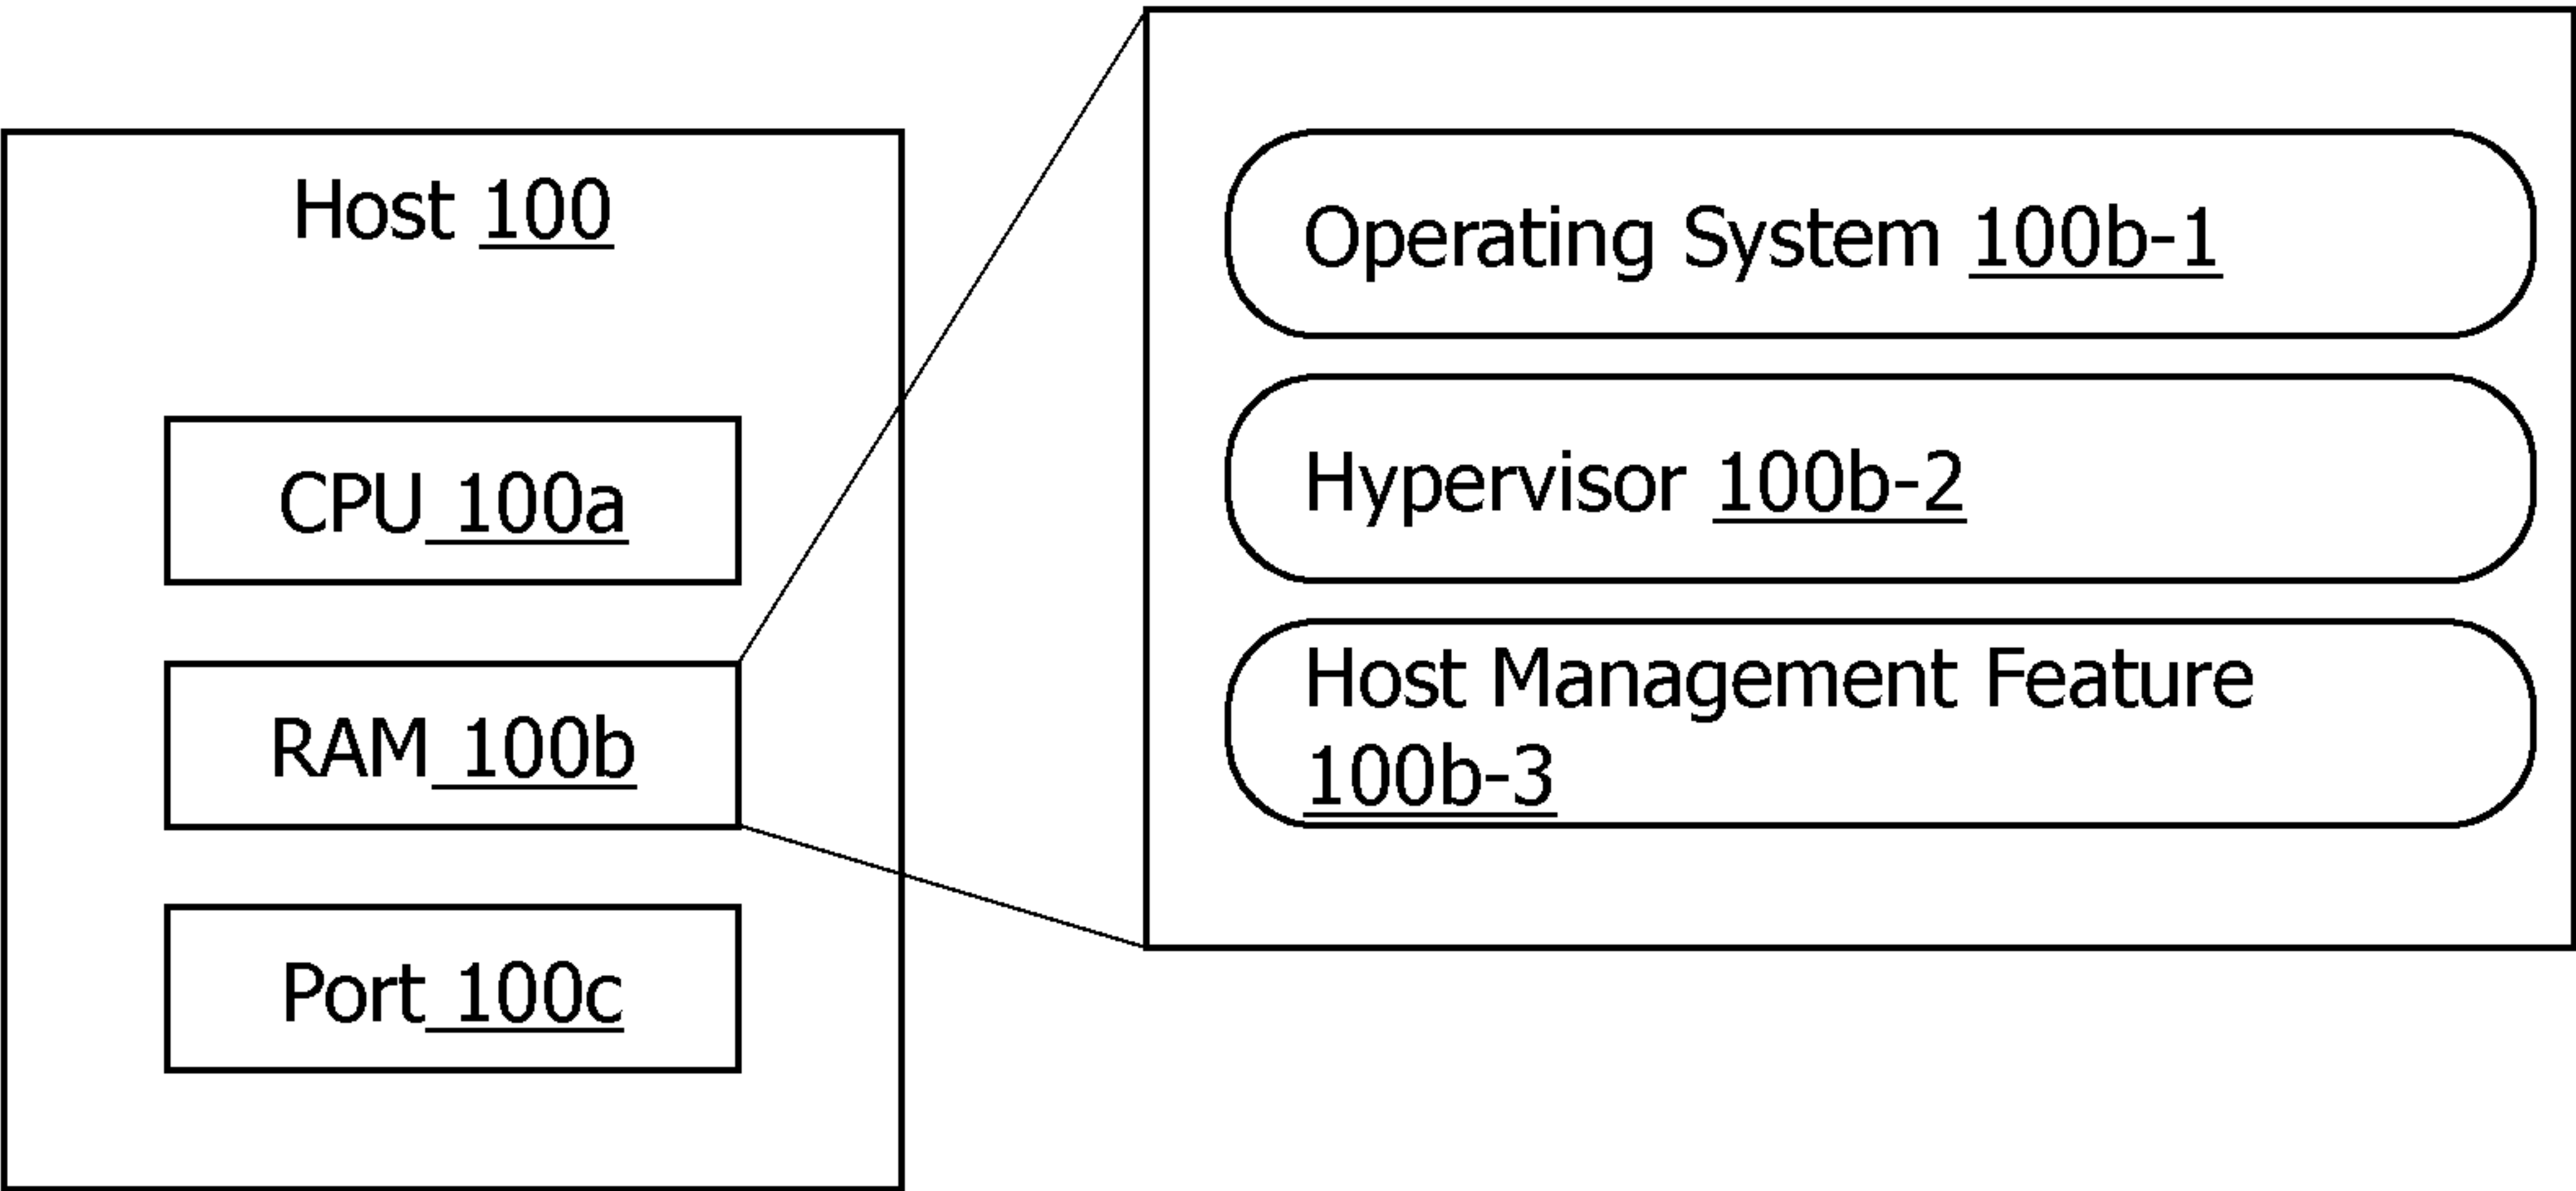 Host 100
CPU 100a
RAM 100b
Port 100c
Operating System 100b-1
Hypervisor 100b-2
Host Management Feature
100b-3